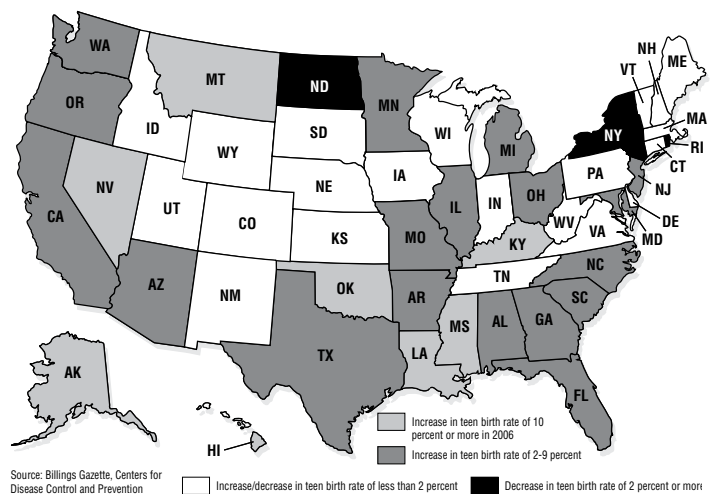 WA
OR
CA
NV
ID
MT
WY
UT
AZ
CO
NM
ND
SD
NE
KS
OK
TX
MN
IA
MO
AR
LA
WI
IL
MS
MI
IN
OH
KY
TN
AL
GA
FL
SC
NC
VA
WV
PA
NY
VT
NH
ME
MA
RI
CT
NJ
DE
MD
AK
HI
Increase in teen birth rate of 10
percent or more in 2006
Increase in teen birth rate of 2-9 percent
Source: Billings Gazette, Centers for
Disease Control and Prevention
Increase/decrease in teen birth rate of less than 2 percent
Decrease in teen birth rate of 2 percent or more